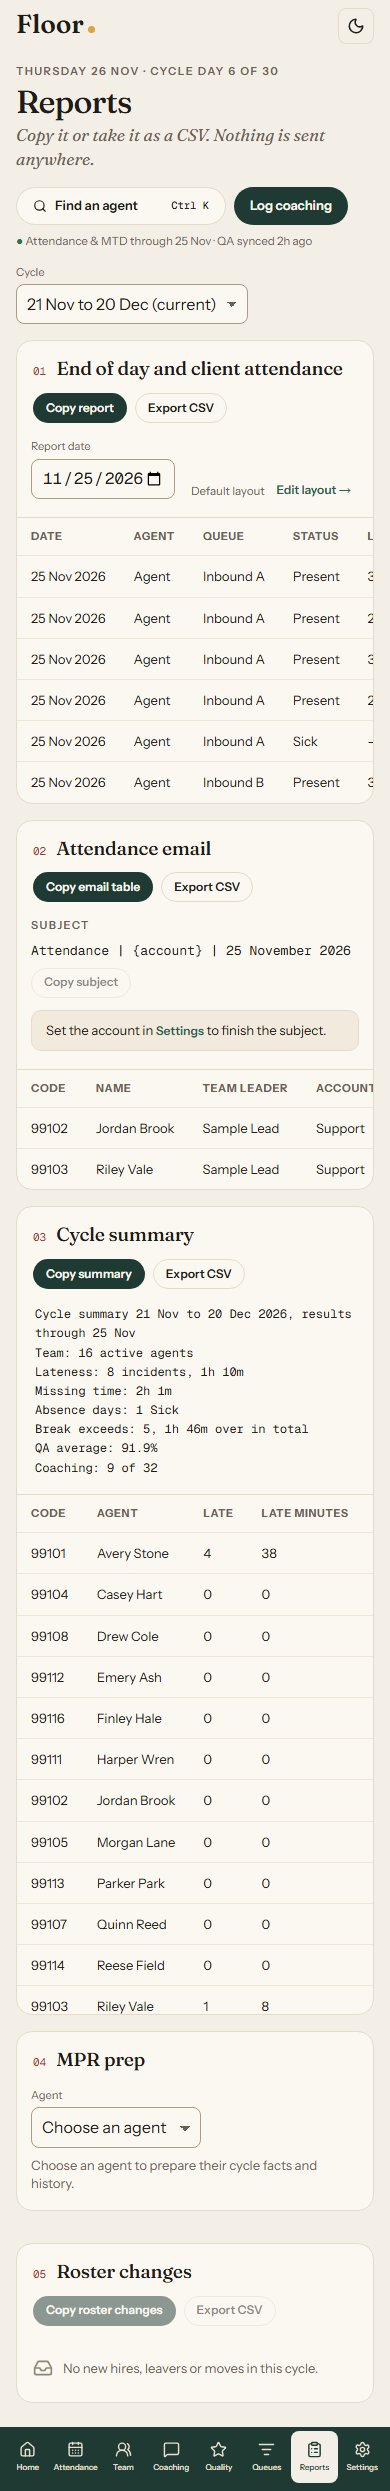 Floor.
THURSDAY 26 NOV · CYCLE DAY 6 OF 30
Reports
Copy it or take it as a CSV. Nothing is sent
anywhere.
Find an agent Ctrl K Log coaching
Attendance & MTD through 25 Nov · QA synced 2h ago
Cycle
21 Nov to 20 Dec (current)
01 End of day and client attendance
Copy report Export CSV
Report date
11/25/2026 Default layout Edit layout →
DATE AGENT QUEUE STATUS L
25 Nov 2026 Agent Inbound A Present 3
25 Nov 2026 Agent Inbound A Present 2
25 Nov 2026 Agent Inbound A Present 3
25 Nov 2026 Agent Inbound A Present 2
25 Nov 2026 Agent Inbound A Sick –
25 Nov 2026 Agent Inbound B Present 3
02 Attendance email
Copy email table Export CSV
SUBJECT
Attendance | {account} | 25 November 2026
Copy subject
Set the account in Settings to finish the subject.
CODE NAME TEAM LEADER ACCOUNT
99102 Jordan Brook Sample Lead Support
99103 Riley Vale Sample Lead Support
03 Cycle summary
Copy summary Export CSV
Cycle summary 21 Nov to 20 Dec 2026, results
through 25 Nov
Team: 16 active agents
Lateness: 8 incidents, 1h 10m
Missing time: 2h 1m
Absence days: 1 Sick
Break exceeds: 5, 1h 46m over in total
QA average: 91.9%
Coaching: 9 of 32
CODE AGENT LATE LATE MINUTES
99101 Avery Stone 4 38
99104 Casey Hart 0 0
99108 Drew Cole 0 0
99112 Emery Ash 0 0
99116 Finley Hale 0 0
99111 Harper Wren 0 0
99102 Jordan Brook 0 0
99105 Morgan Lane 0 0
99113 Parker Park 0 0
99107 Quinn Reed 0 0
99114 Reese Field 0 0
99103 Riley Vale 1 8
04 MPR prep
Agent
Choose an agent
Choose an agent to prepare their cycle facts and
history.
05 Roster changes
Copy roster changes Export CSV
No new hires, leavers or moves in this cycle.
Home Attendance Team Coaching Quality Queues Reports Settings